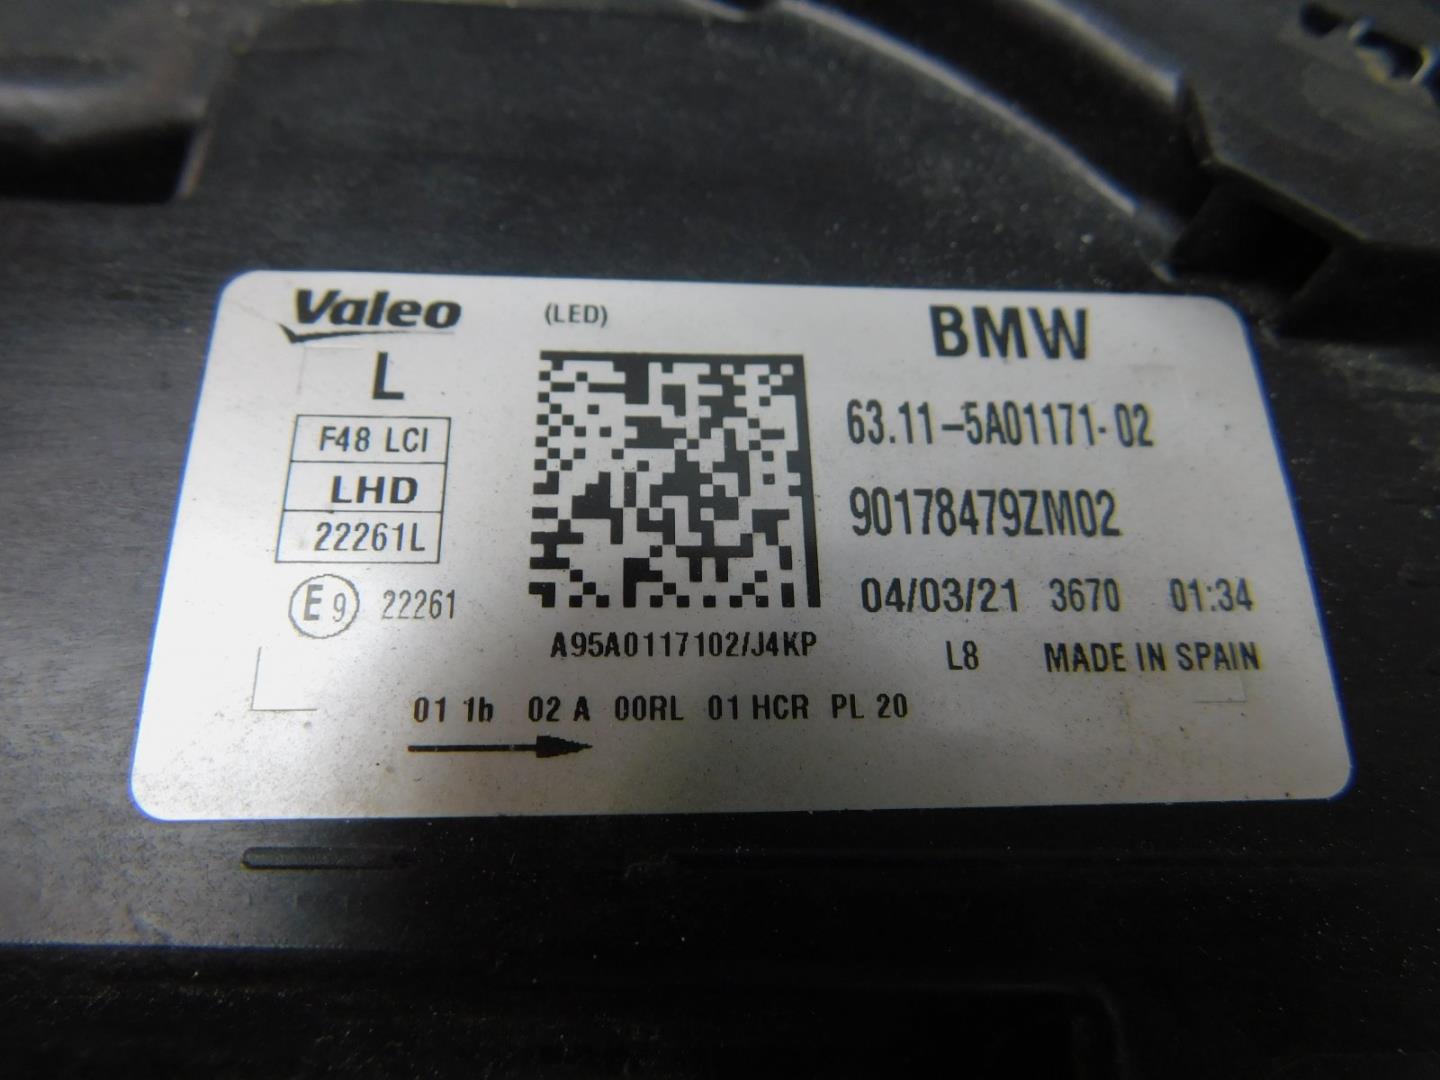 Valeo (LED) BMW
L
F48 LCI
LHD
22261L
E9 22261
63.11-5A01171-02
90178479ZM02
04/03/21 3670 01:34
A95A0117102/J4KP
L8 MADE IN SPAIN
01 1b 02 A 00RL 01 HCR PL 20